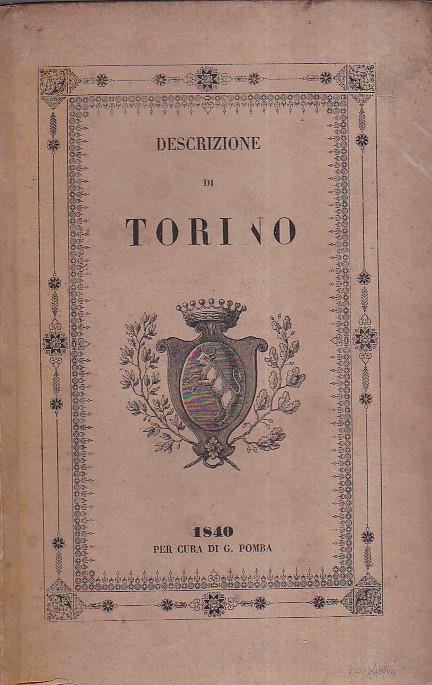 DESCRIZIONE
DI
TORINO
1840
PER CURA DI G. POMBA